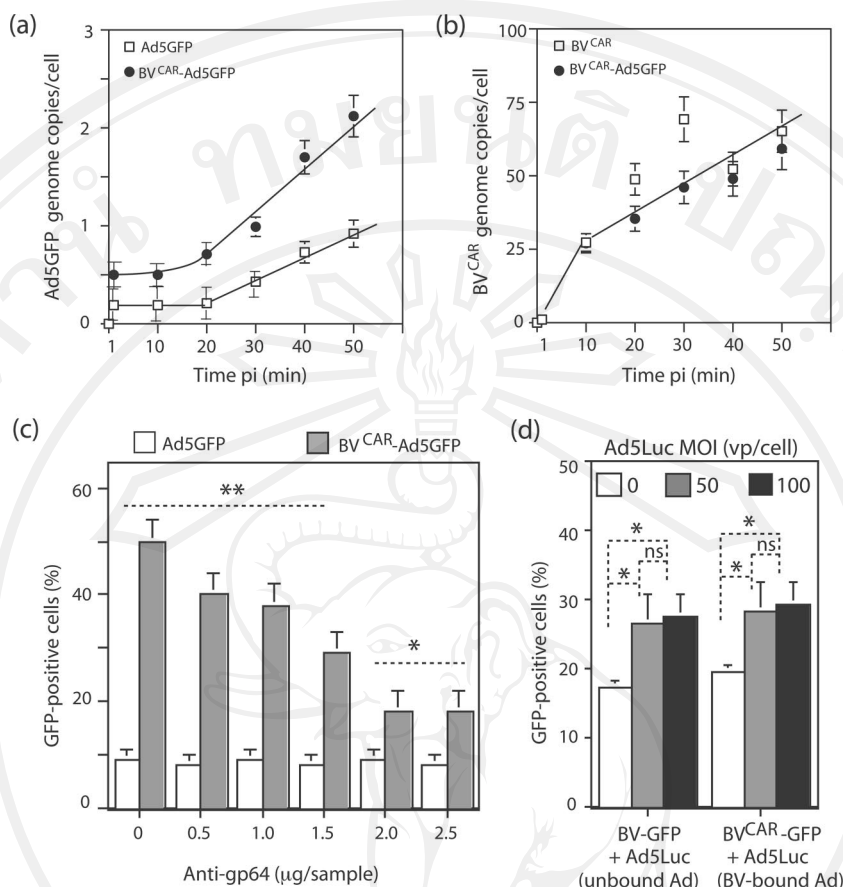 (a)
3
2
1
0
Ad5GFP genome copies/cell
Ad5GFP
BV^CAR-Ad5GFP
1 10 20 30 40 50
Time pi (min)
(b)
100
75
50
25
0
BV^CAR genome copies/cell
BV^CAR
BV^CAR-Ad5GFP
1 10 20 30 40 50
Time pi (min)
(c)
Ad5GFP
BV^CAR-Ad5GFP
60
40
20
0
GFP-positive cells (%)
**
*
0 0.5 1.0 1.5 2.0 2.5
Anti-gp64 (μg/sample)
(d)
Ad5Luc MOI (vp/cell)
0 50 100
50
40
30
20
10
0
GFP-positive cells (%)
*
ns
*
*
ns
*
BV-GFP
+ Ad5Luc
(unbound Ad)
BV^CAR-GFP
+ Ad5Luc
(BV-bound Ad)